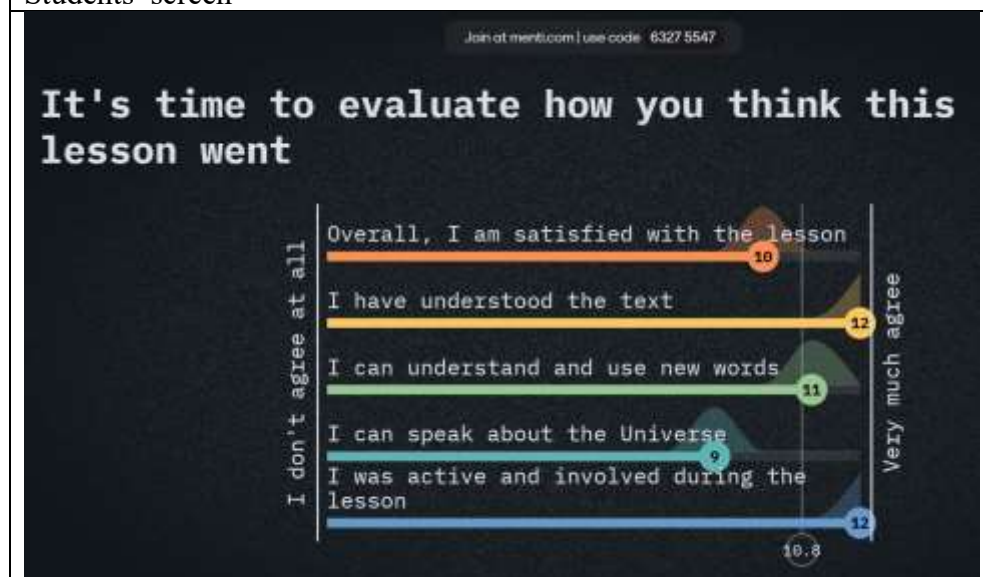 Students' screen
Join at menti.com | use code 6327 5547
It's time to evaluate how you think this
lesson went
I don't agree at all
Overall, I am satisfied with the lesson
10
I have understood the text
12
I can understand and use new words
11
I can speak about the Universe
9
I was active and involved during the
lesson
12
Very much agree
10.8